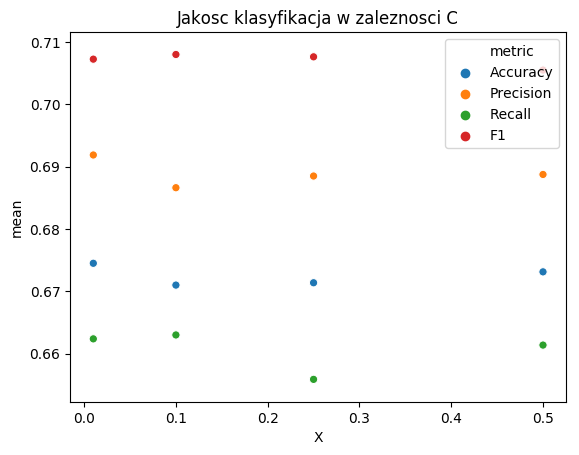 Jakosc klasyfikacja w zaleznosci C
metric
Accuracy
Precision
Recall
F1
0.71
0.70
0.69
0.68
0.67
0.66
mean
0.0
0.1
0.2
0.3
0.4
0.5
X